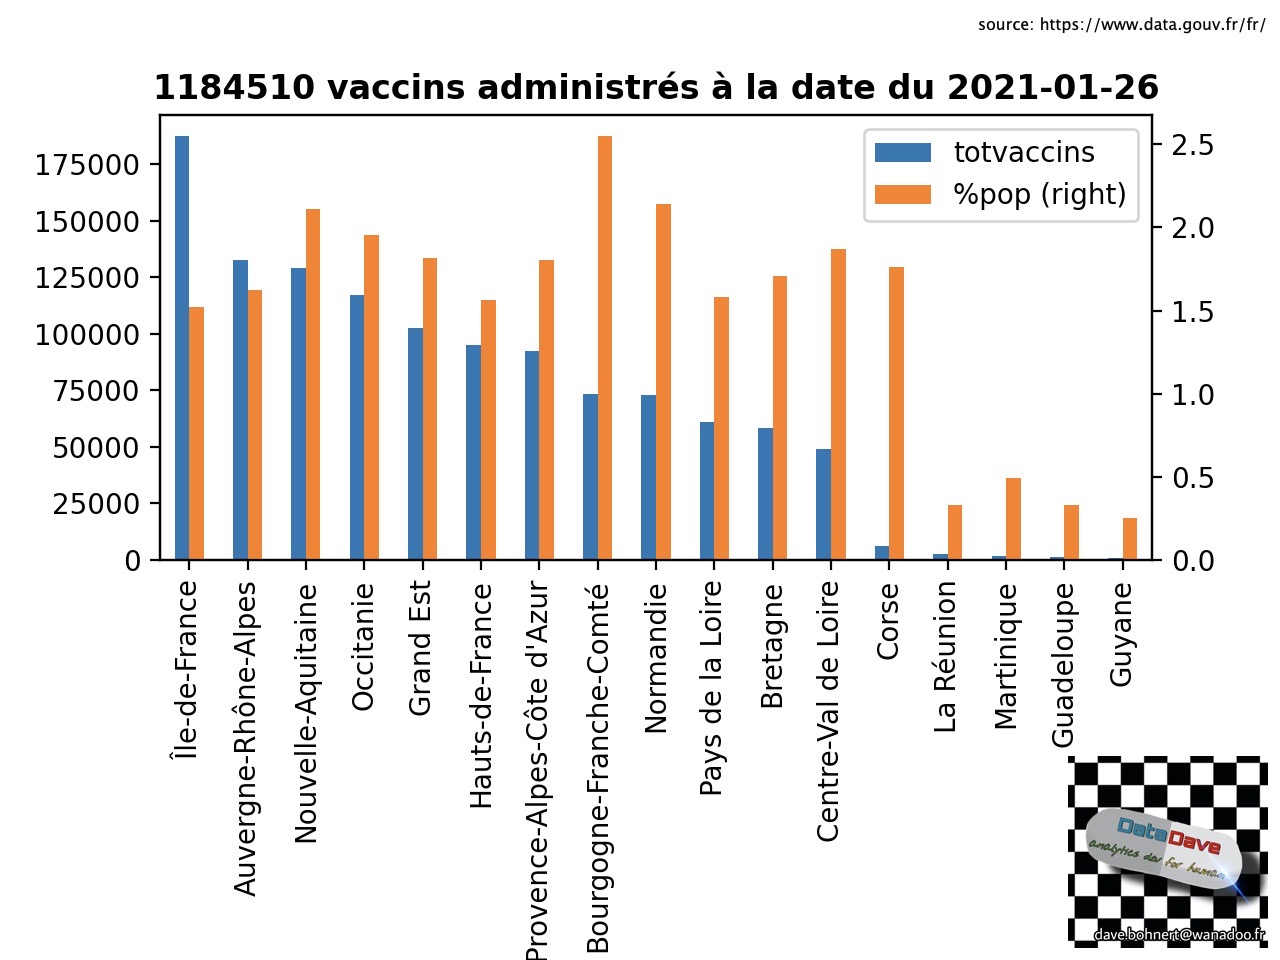 source: https://www.data.gouv.fr/fr/
1184510 vaccins administrés à la date du 2021-01-26
totvaccins
%pop (right)
175000
150000
125000
100000
75000
50000
25000
0
2.5
2.0
1.5
1.0
0.5
0.0
Île-de-France
Auvergne-Rhône-Alpes
Nouvelle-Aquitaine
Occitanie
Grand Est
Hauts-de-France
Provence-Alpes-Côte d'Azur
Bourgogne-Franche-Comté
Normandie
Pays de la Loire
Bretagne
Centre-Val de Loire
Corse
La Réunion
Martinique
Guadeloupe
Guyane
DataDave
analytics dev for human
dave.bohnert@wanadoo.fr